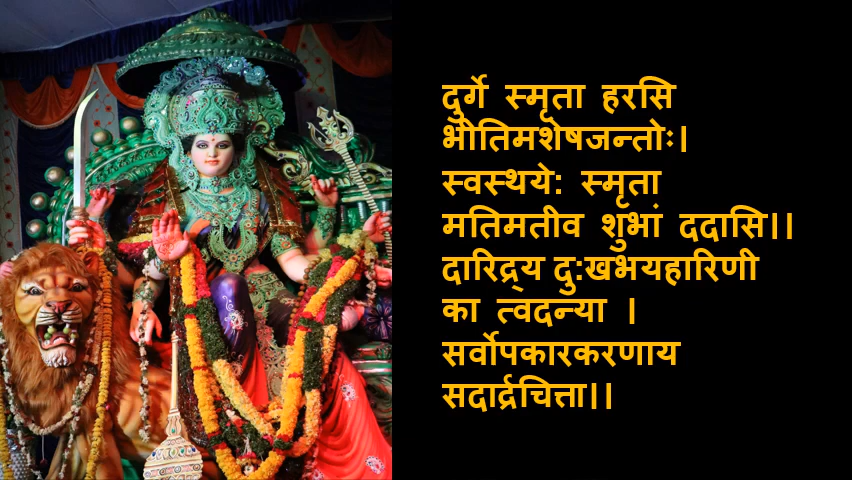 दुर्गे स्मृता हरसि
भीतिमशेषजन्तोः।
स्वस्थये: स्मृता
मतिमतीव शुभां ददासि।।
दारिद्र्य दु:खभयहारिणी
का त्वदन्या ।
सर्वोपकारकरणाय
सदार्द्रचित्ता।।